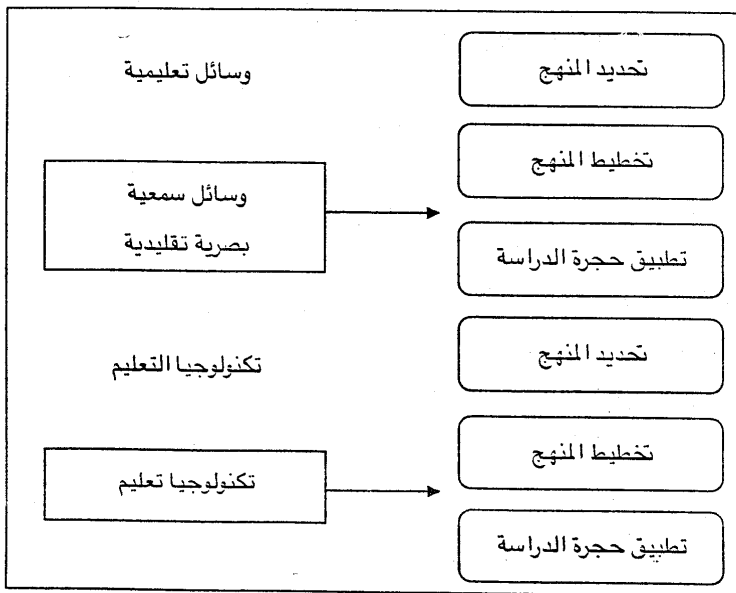 تحديد المنهج
وسائل تعليمية
تخطيط المنهج
وسائل سمعية
بصرية تقليدية
تطبيق حجرة الدراسة
تحديد المنهج
تكنولوجيا التعليم
تخطيط المنهج
تكنولوجيا تعليم
تطبيق حجرة الدراسة